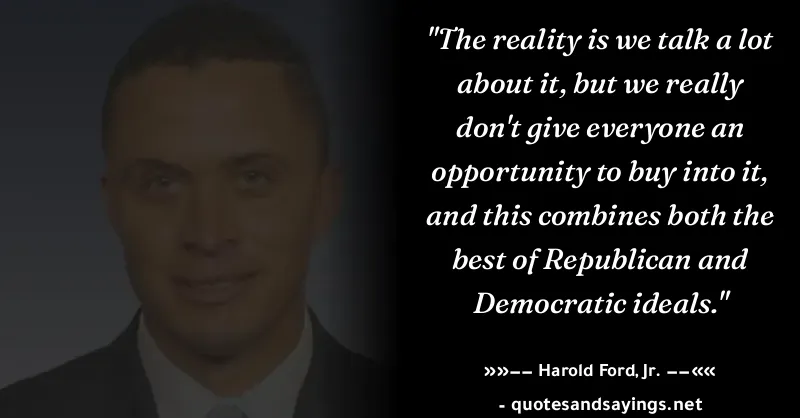 "The reality is we talk a lot
about it, but we really
don't give everyone an
opportunity to buy into it,
and this combines both the
best of Republican and
Democratic ideals."
»»–– Harold Ford, Jr. ––««
- quotesandsayings.net